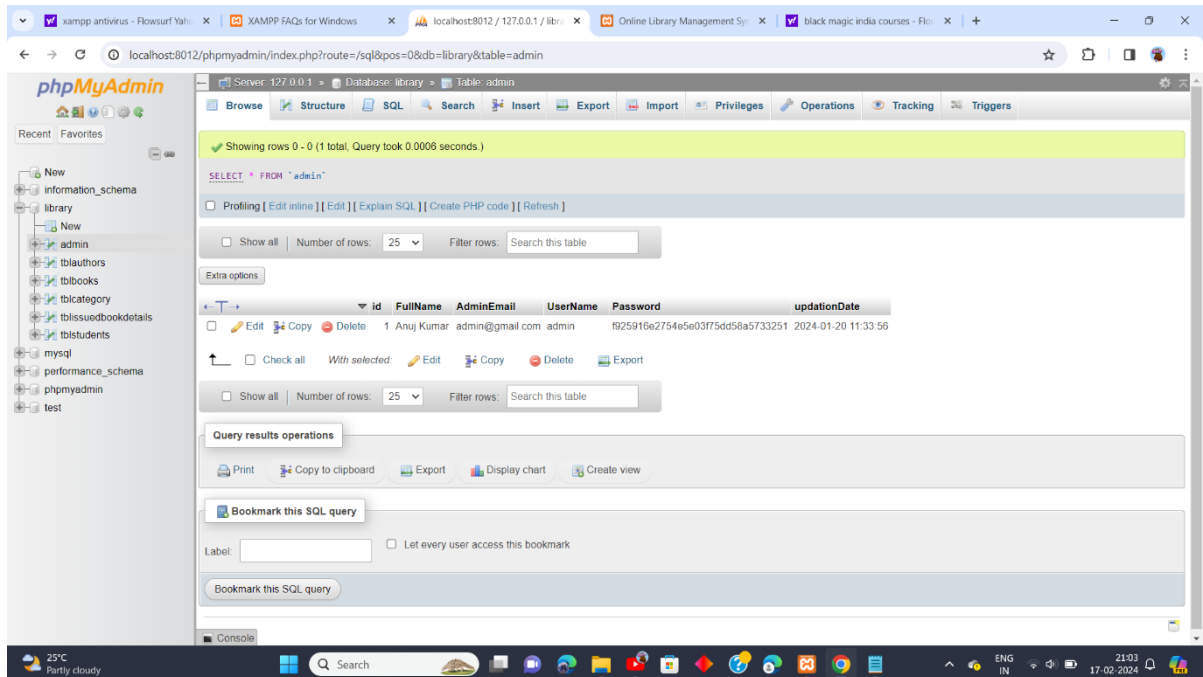 xampp antivirus - Flowsurf Yaho
XAMPP FAQs for Windows
localhost:8012 / 127.0.0.1 / libra
Online Library Management Sys
black magic india courses - Flo
localhost:8012/phpmyadmin/index.php?route=/sql&pos=0&db=library&table=admin
phpMyAdmin
Recent Favorites
New
information_schema
library
New
admin
tblauthors
tblbooks
tblcategory
tblissuedbookdetails
tblstudents
mysql
performance_schema
phpmyadmin
test
Server: 127.0.0.1 » Database: library » Table: admin
Browse Structure SQL Search Insert Export Import Privileges Operations Tracking Triggers
Showing rows 0 - 0 (1 total, Query took 0.0006 seconds.)
SELECT * FROM `admin`
Profiling [ Edit inline ] [ Edit ] [ Explain SQL ] [ Create PHP code ] [ Refresh ]
Show all Number of rows: 25 Filter rows: Search this table
Extra options
id FullName AdminEmail UserName Password updationDate
Edit Copy Delete 1 Anuj Kumar admin@gmail.com admin f925916e2754e5e03f75dd58a5733251 2024-01-20 11:33:56
Check all With selected: Edit Copy Delete Export
Show all Number of rows: 25 Filter rows: Search this table
Query results operations
Print Copy to clipboard Export Display chart Create view
Bookmark this SQL query
Label: Let every user access this bookmark
Bookmark this SQL query
Console
25°C
Partly cloudy
Search
ENG
IN
21:03
17-02-2024